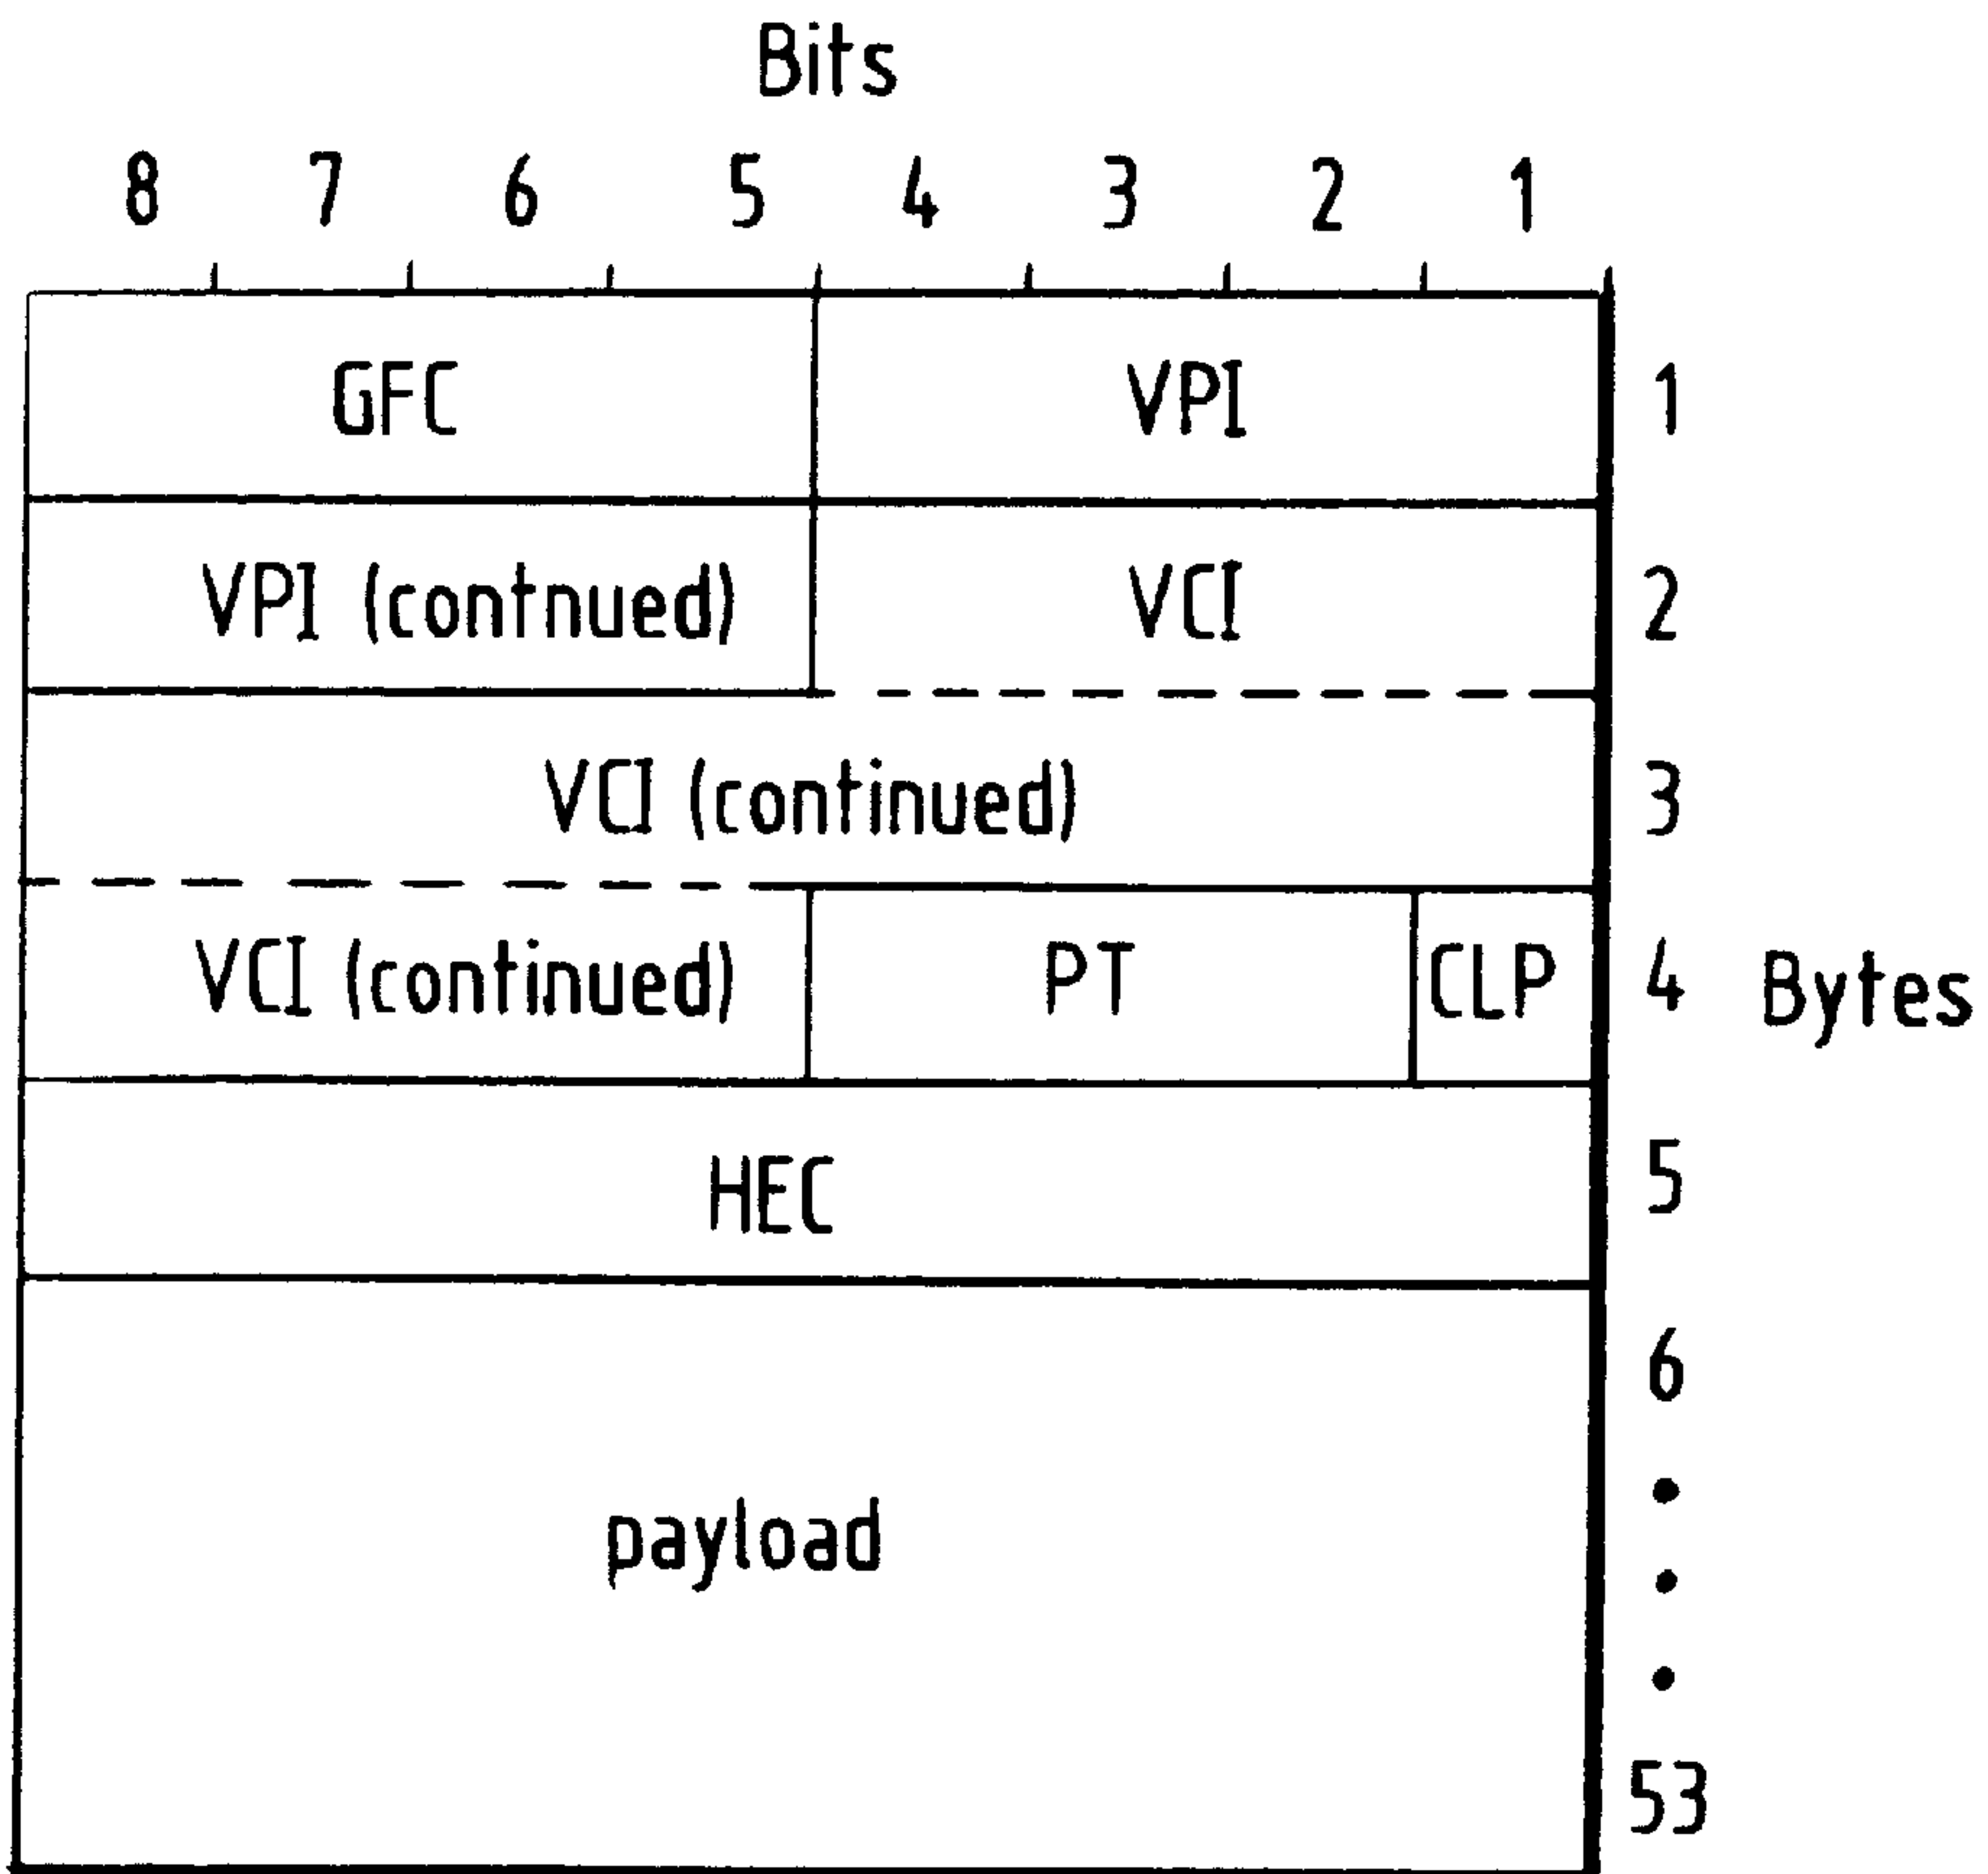 Bits
8 7 6 5 4 3 2 1
GFC VPI 1
VPI (contnued) VCI 2
VCI (continued) 3
VCI (continued) PT CLP 4 Bytes
HEC 5
6
payload
53